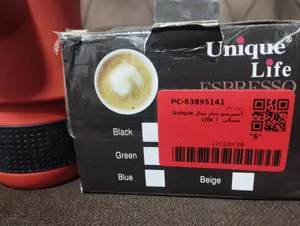 Unique
Life
ESPRESSO
PC-63895141
اسپرسو ساز مدل Unique
Life
"S"
Black
Green
Blue
Beige